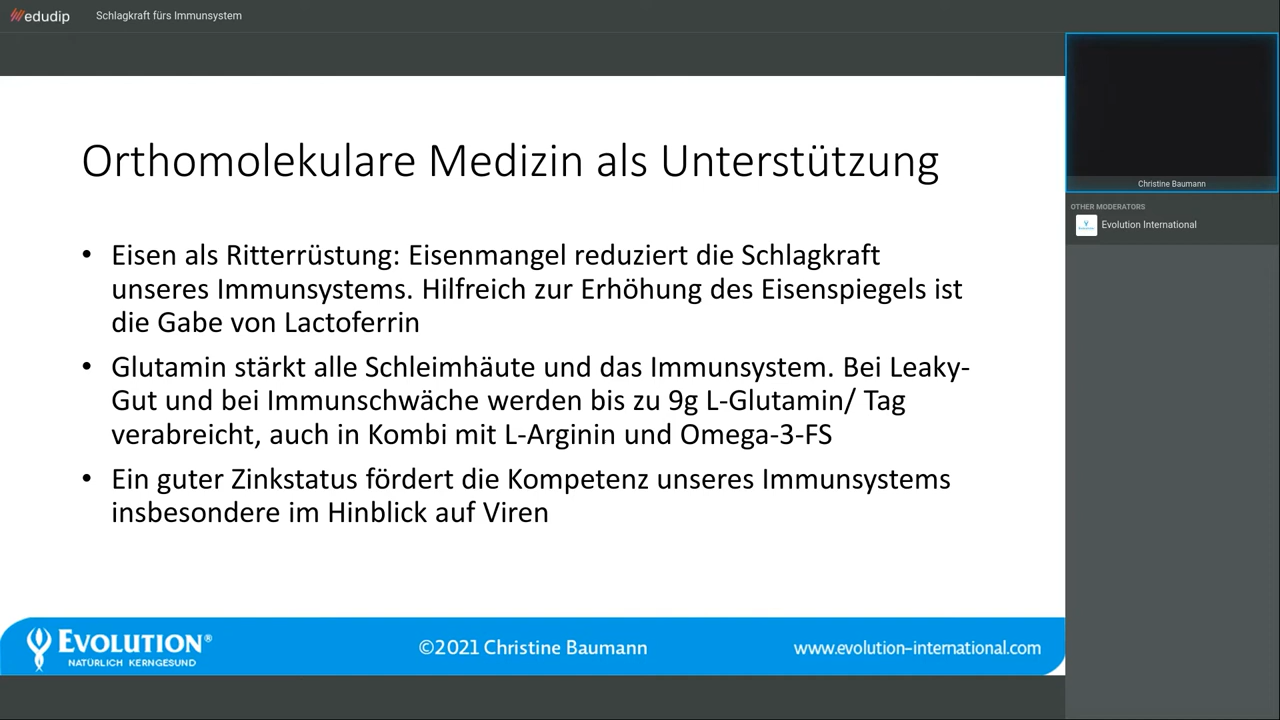 edudip
Schlagkraft fürs Immunsystem
Orthomolekulare Medizin als Unterstützung
• Eisen als Ritterrüstung: Eisenmangel reduziert die Schlagkraft
unseres Immunsystems. Hilfreich zur Erhöhung des Eisenspiegels ist
die Gabe von Lactoferrin
• Glutamin stärkt alle Schleimhäute und das Immunsystem. Bei Leaky-
Gut und bei Immunschwäche werden bis zu 9g L-Glutamin/ Tag
verabreicht, auch in Kombi mit L-Arginin und Omega-3-FS
• Ein guter Zinkstatus fördert die Kompetenz unseres Immunsystems
insbesondere im Hinblick auf Viren
EVOLUTION®
NATÜRLICH KERNGESUND
©2021 Christine Baumann
www.evolution-international.com
Christine Baumann
OTHER MODERATORS
Evolution International